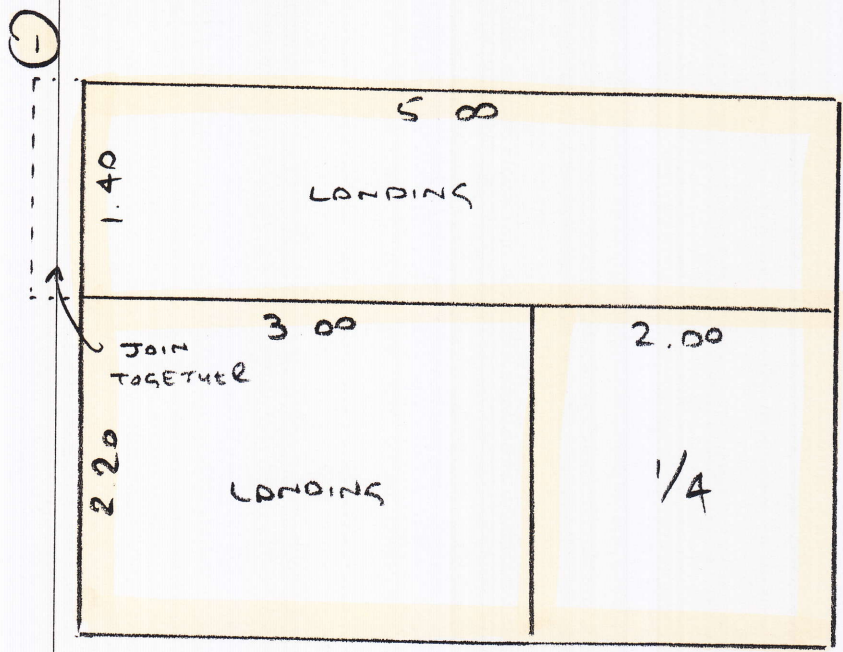 1
5 00
1.40
LANDING
3 00
2.00
JOIN
TOGETHER
2.20
LANDING
1/4